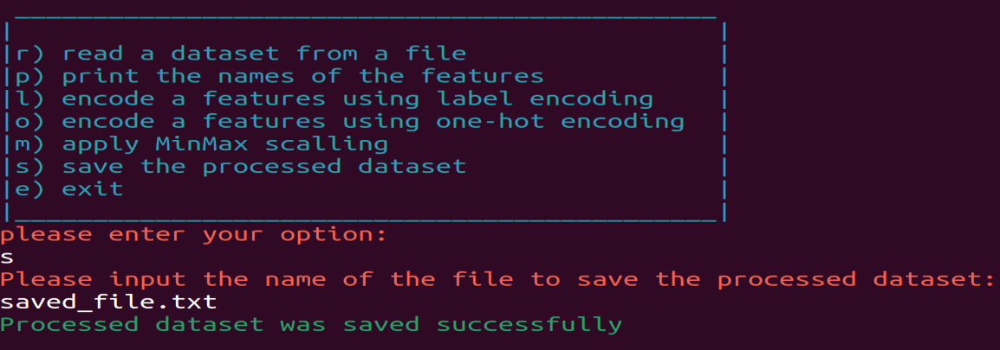 r) read a dataset from a file
p) print the names of the features
l) encode a features using label encoding
o) encode a features using one-hot encoding
m) apply MinMax scalling
s) save the processed dataset
e) exit
please enter your option:
s
Please input the name of the file to save the processed dataset:
saved_file.txt
Processed dataset was saved successfully